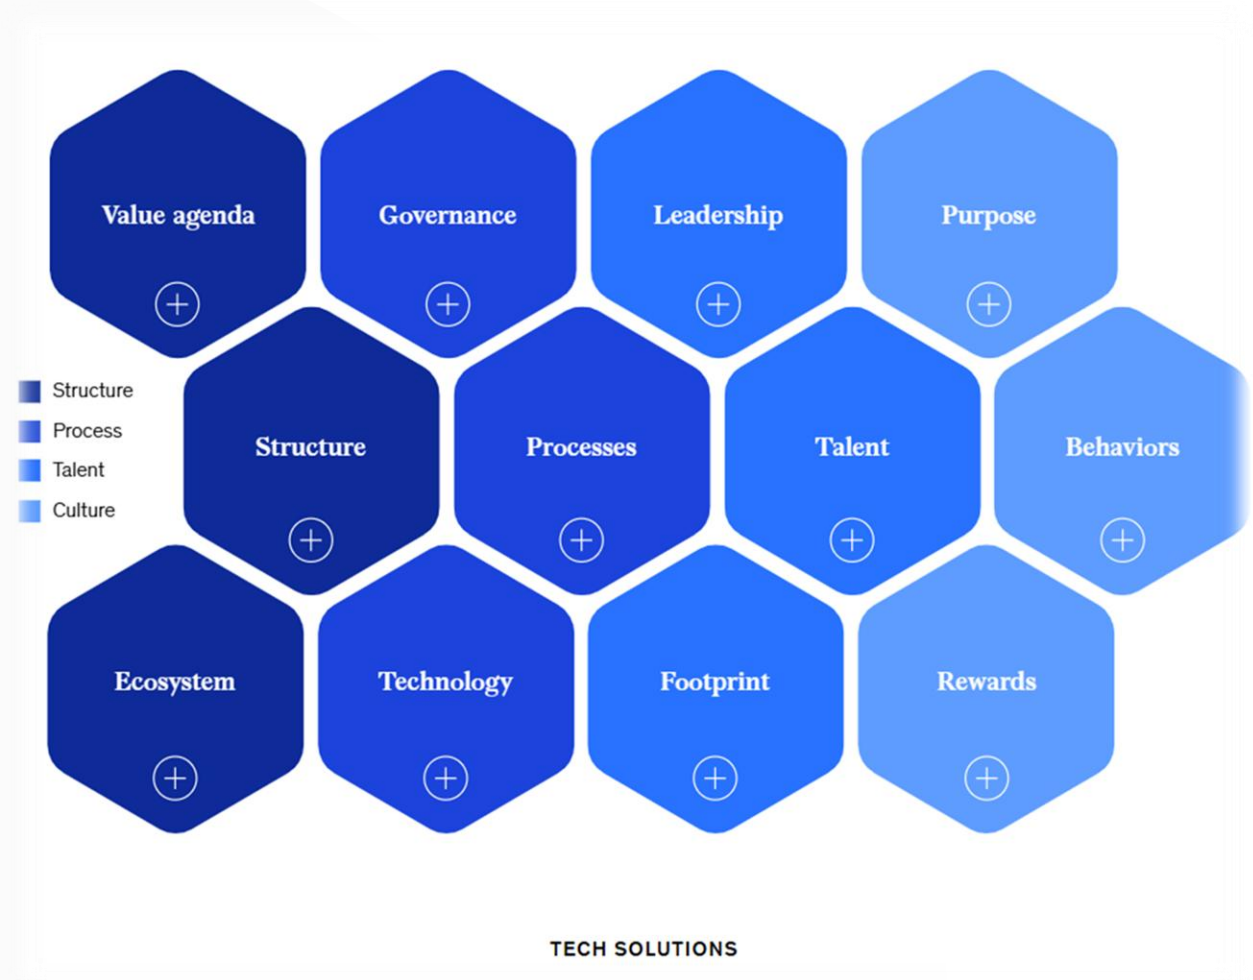 Value agenda
Governance
Leadership
Purpose
Structure
Process
Talent
Culture
Structure
Processes
Talent
Behaviors
Ecosystem
Technology
Footprint
Rewards
TECH SOLUTIONS